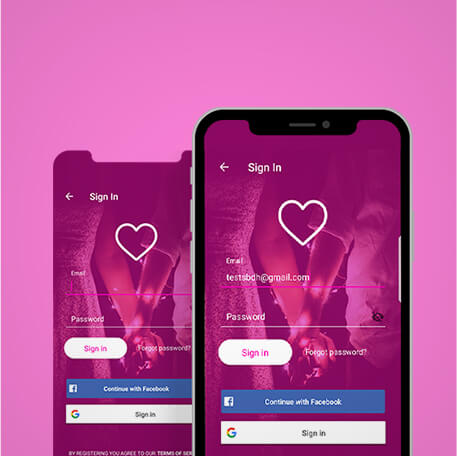 Sign In
Email
Password
Sign in
Forgot password?
Continue with Facebook
Sign in
BY REGISTERING YOU AGREE TO OUR TERMS OF SER
Sign In
Email
testsbdh@gmail.com
Password
Sign in
Forgot password?
Continue with Facebook
Sign in